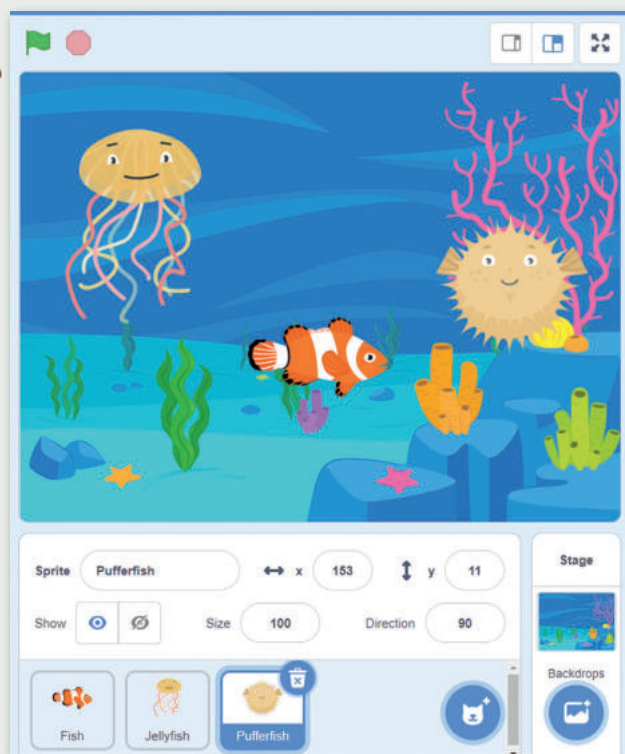 Sprite Pufferfish x 153 y 11
Show Size 100 Direction 90
Fish Jellyfish Pufferfish
Stage
Backdrops